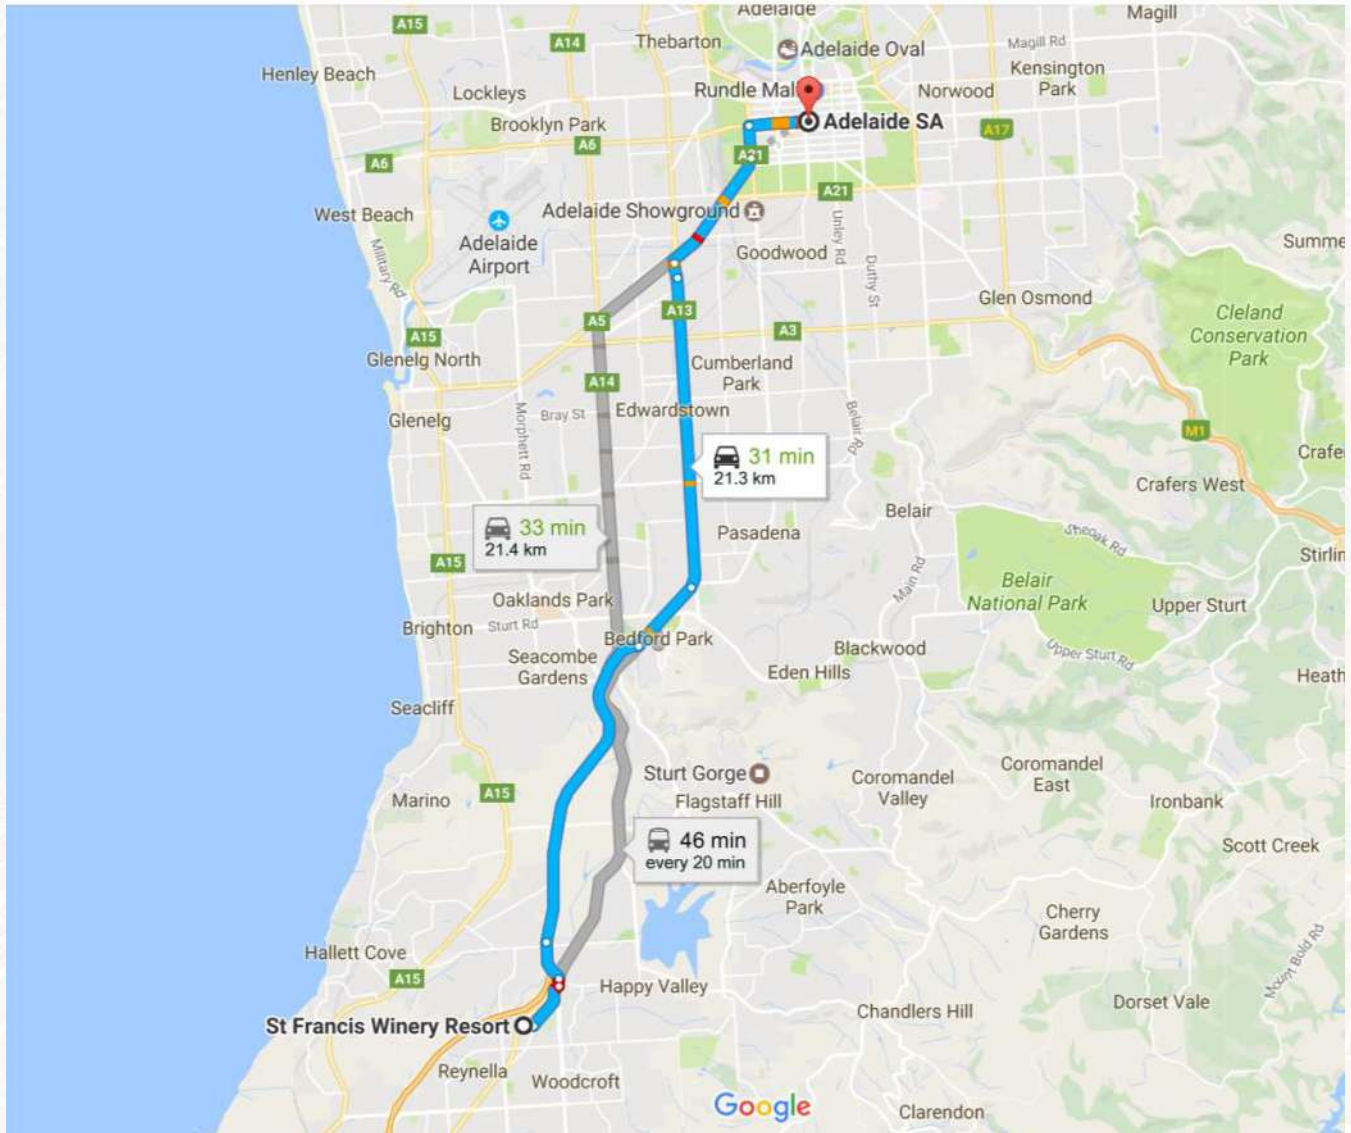 Adelaide
Magill
A15
A14
Thebarton
Adelaide Oval
Magill Rd
Henley Beach
Kensington
Park
Lockleys
Rundle Mal
Norwood
Brooklyn Park
Adelaide SA
A17
A6
A6
A21
A21
West Beach
Adelaide Showground
Unley Rd
Military Rd
Adelaide
Airport
Goodwood
Summe
Duthy St
Glen Osmond
Cleland
Conservation
Park
A15
A5
A13
A3
Glenelg North
Cumberland
Park
A14
Glenelg
Morphett Rd
Bray St
Edwardstown
Belair Rd
M1
31 min
21.3 km
Crafe
Crafers West
Belair
33 min
21.4 km
Pasadena
Sheoak Rd
Stirlin
A15
Main Rd
Belair
National Park
Oaklands Park
Upper Sturt
Brighton
Sturt Rd
Bedford Park
Blackwood
Upper Sturt Rd
Seacombe
Gardens
Eden Hills
Heath
Seacliff
Sturt Gorge
Coromandel
Valley
Coromandel
East
Marino
A15
Flagstaff Hill
Ironbank
46 min
every 20 min
Scott Creek
Aberfoyle
Park
Cherry
Gardens
Mount Bold Rd
Hallett Cove
A15
Happy Valley
Dorset Vale
Chandlers Hill
St Francis Winery Resort
Reynella
Woodcroft
Google
Clarendon